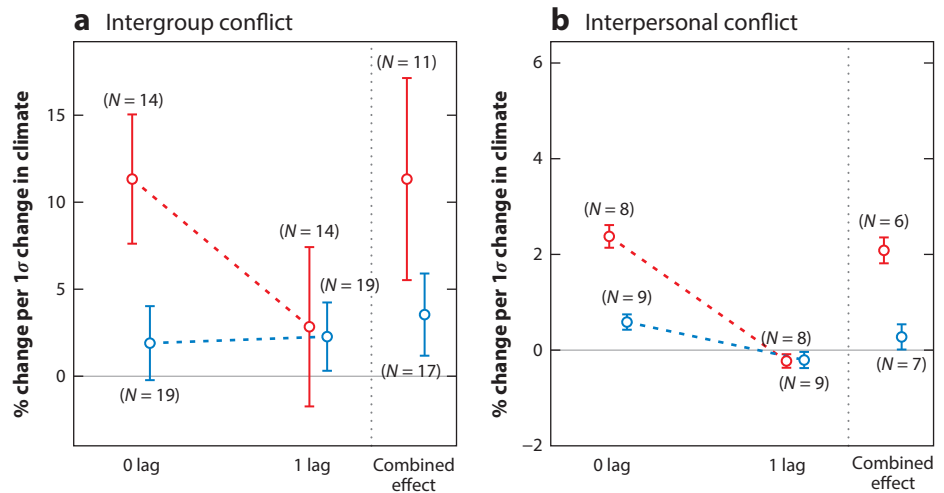 a Intergroup conflict
% change per 1σ change in climate
15
10
5
0
(N = 14)
(N = 19)
(N = 14)
(N = 19)
(N = 11)
(N = 17)
0 lag
1 lag
Combined
effect
b Interpersonal conflict
% change per 1σ change in climate
6
4
2
0
−2
(N = 8)
(N = 9)
(N = 8)
(N = 9)
(N = 6)
(N = 7)
0 lag
1 lag
Combined
effect